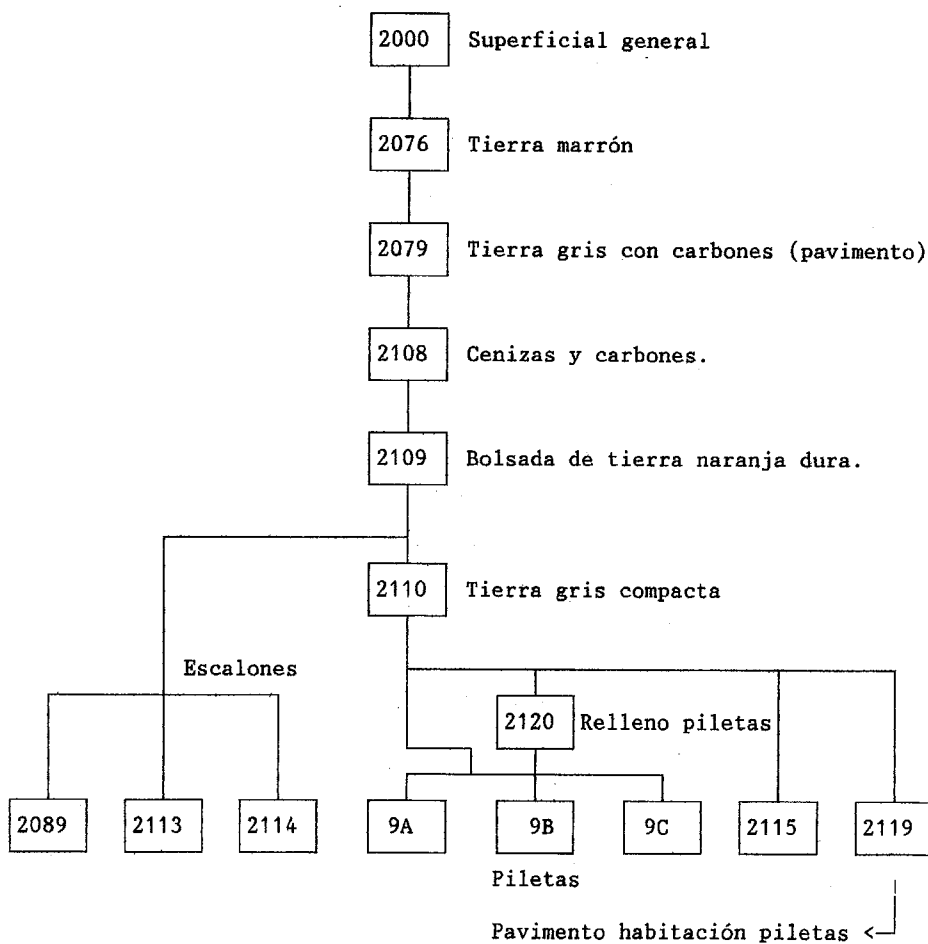 2000 Superficial general
2076 Tierra marrón
2079 Tierra gris con carbones (pavimento)
2108 Cenizas y carbones.
2109 Bolsada de tierra naranja dura.
2110 Tierra gris compacta
Escalones
2120 Relleno piletas
2089 2113 2114 9A 9B 9C 2115 2119
Piletas
Pavimento habitación piletas <